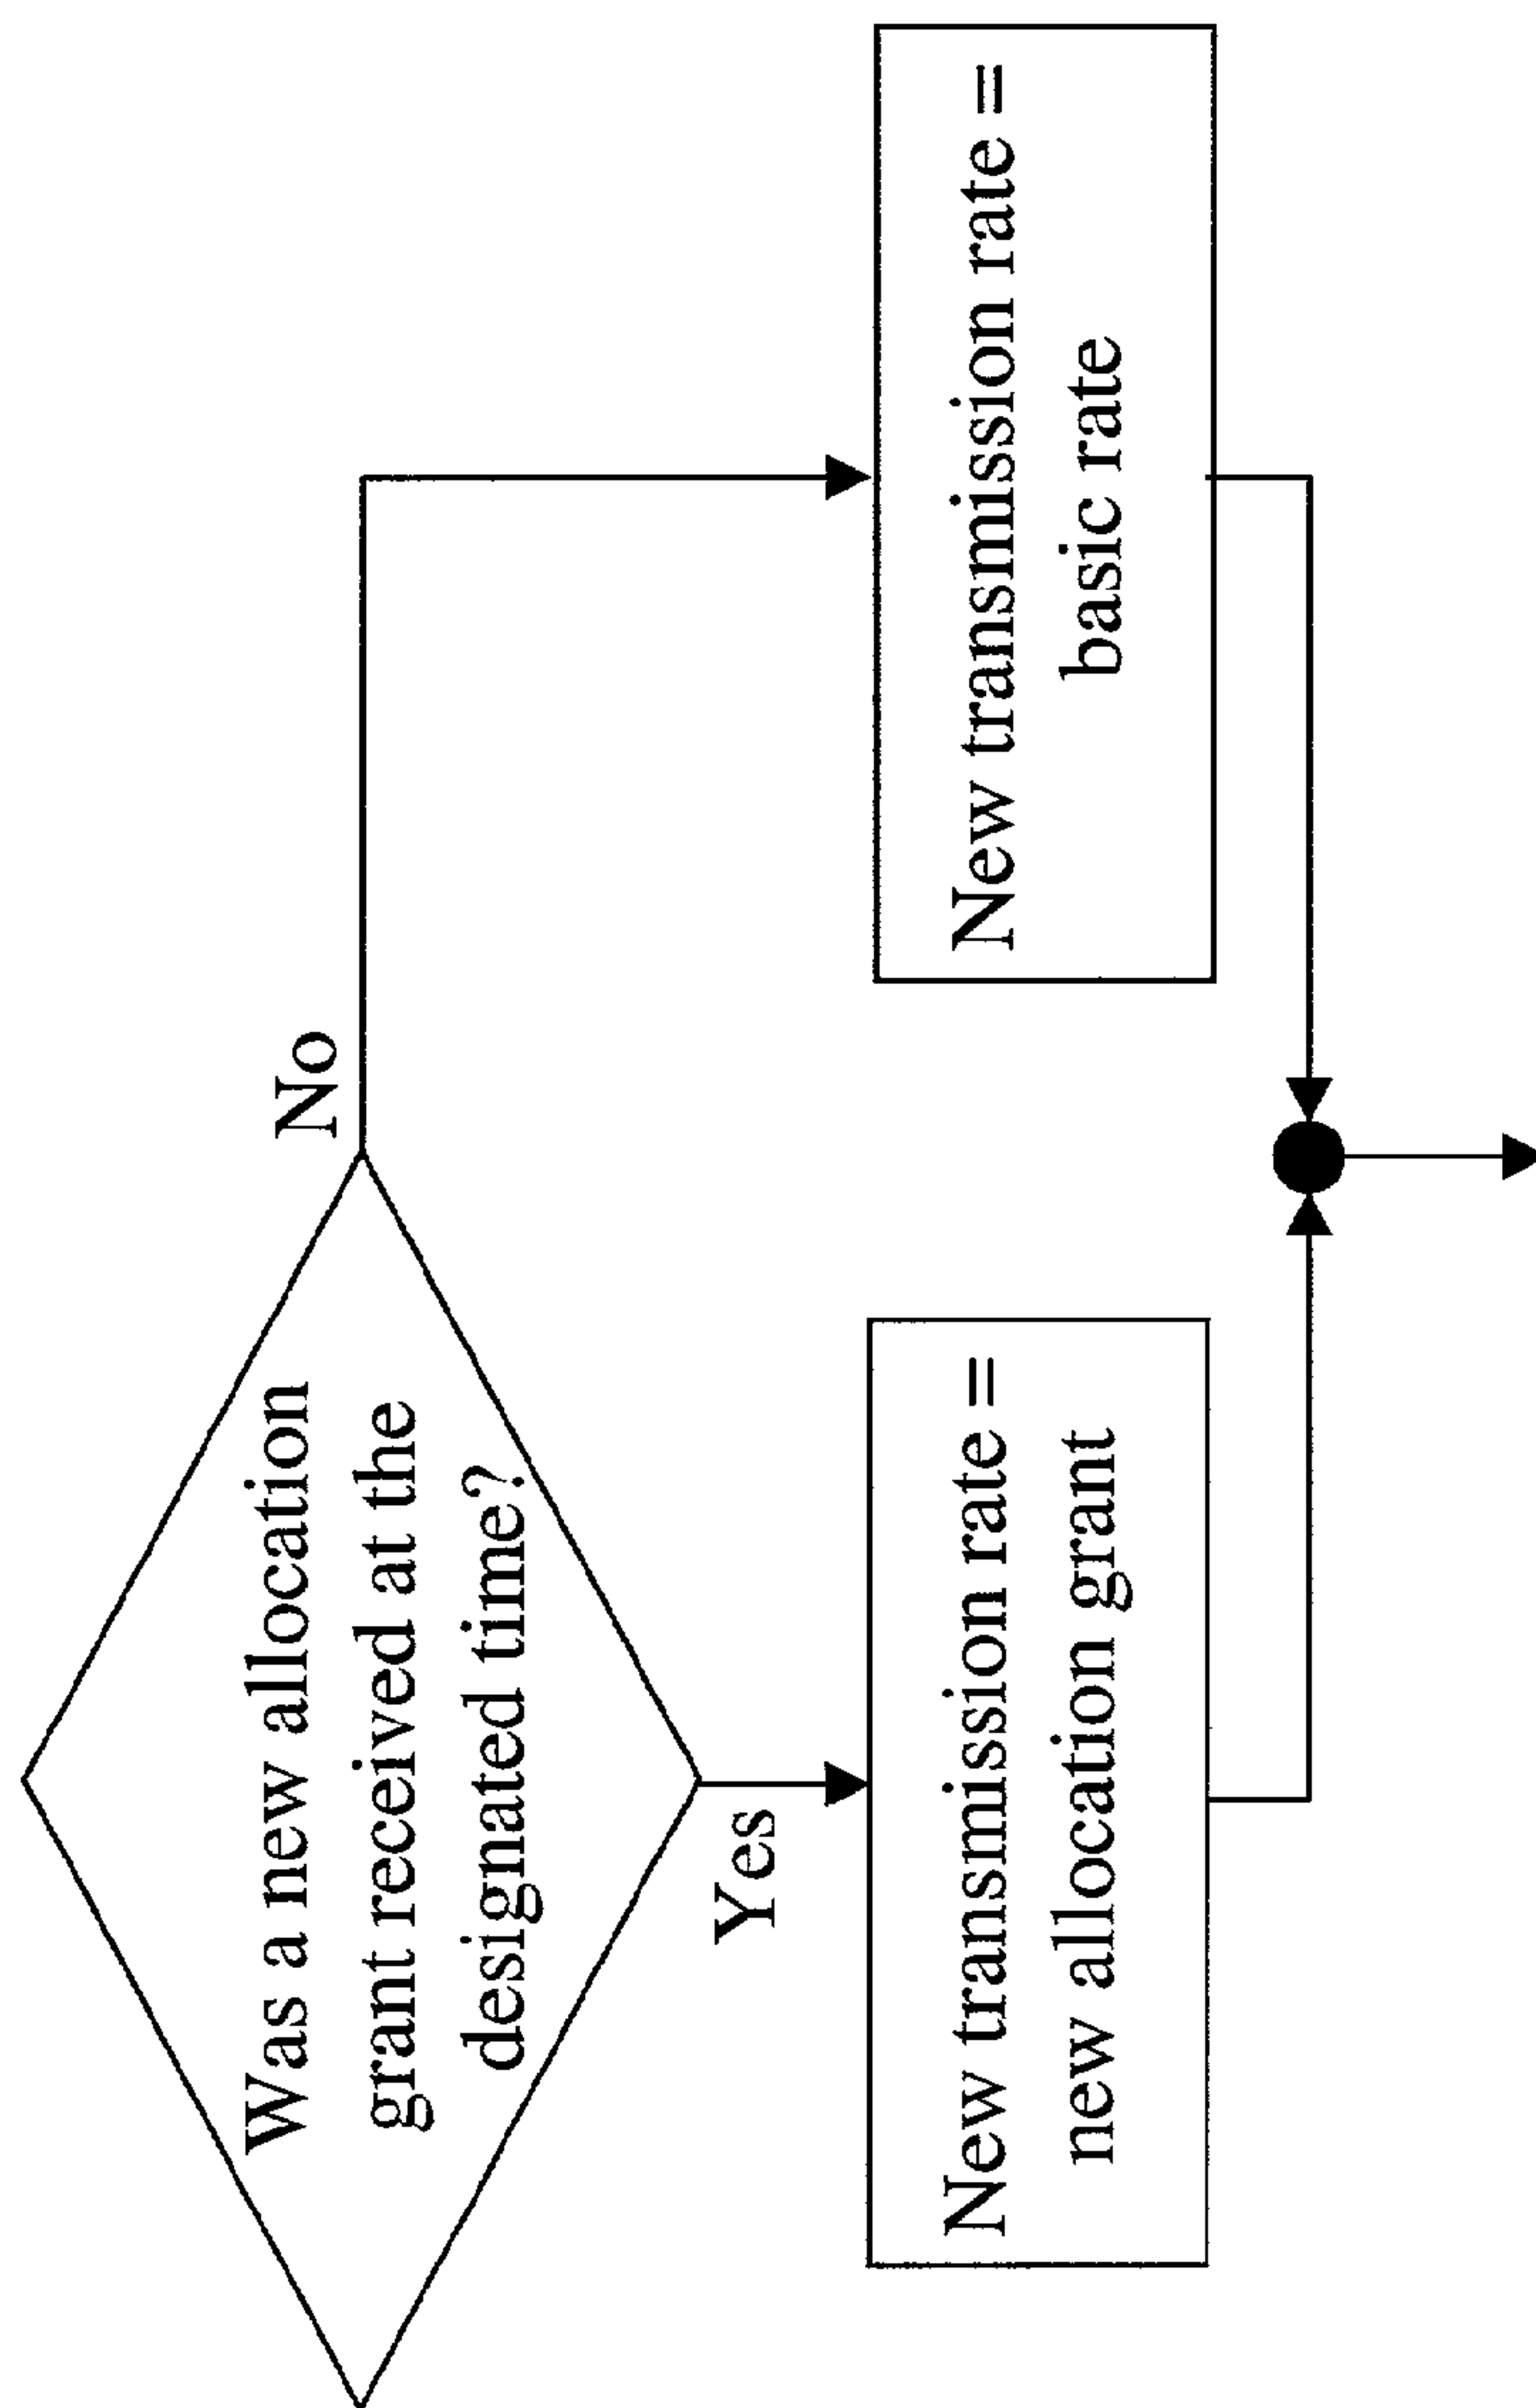 Was a new allocation
grant received at the
designated time?
No
Yes
New transmission rate =
new allocation grant
New transmission rate =
basic rate